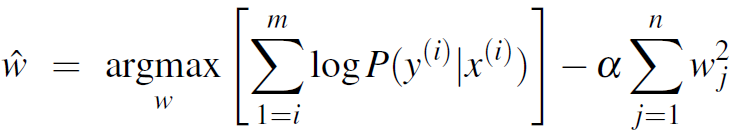 ŵ = argmax_w [ ∑_{1=i}^{m} log P(y^{(i)}|x^{(i)}) ] − α ∑_{j=1}^{n} w_j^2